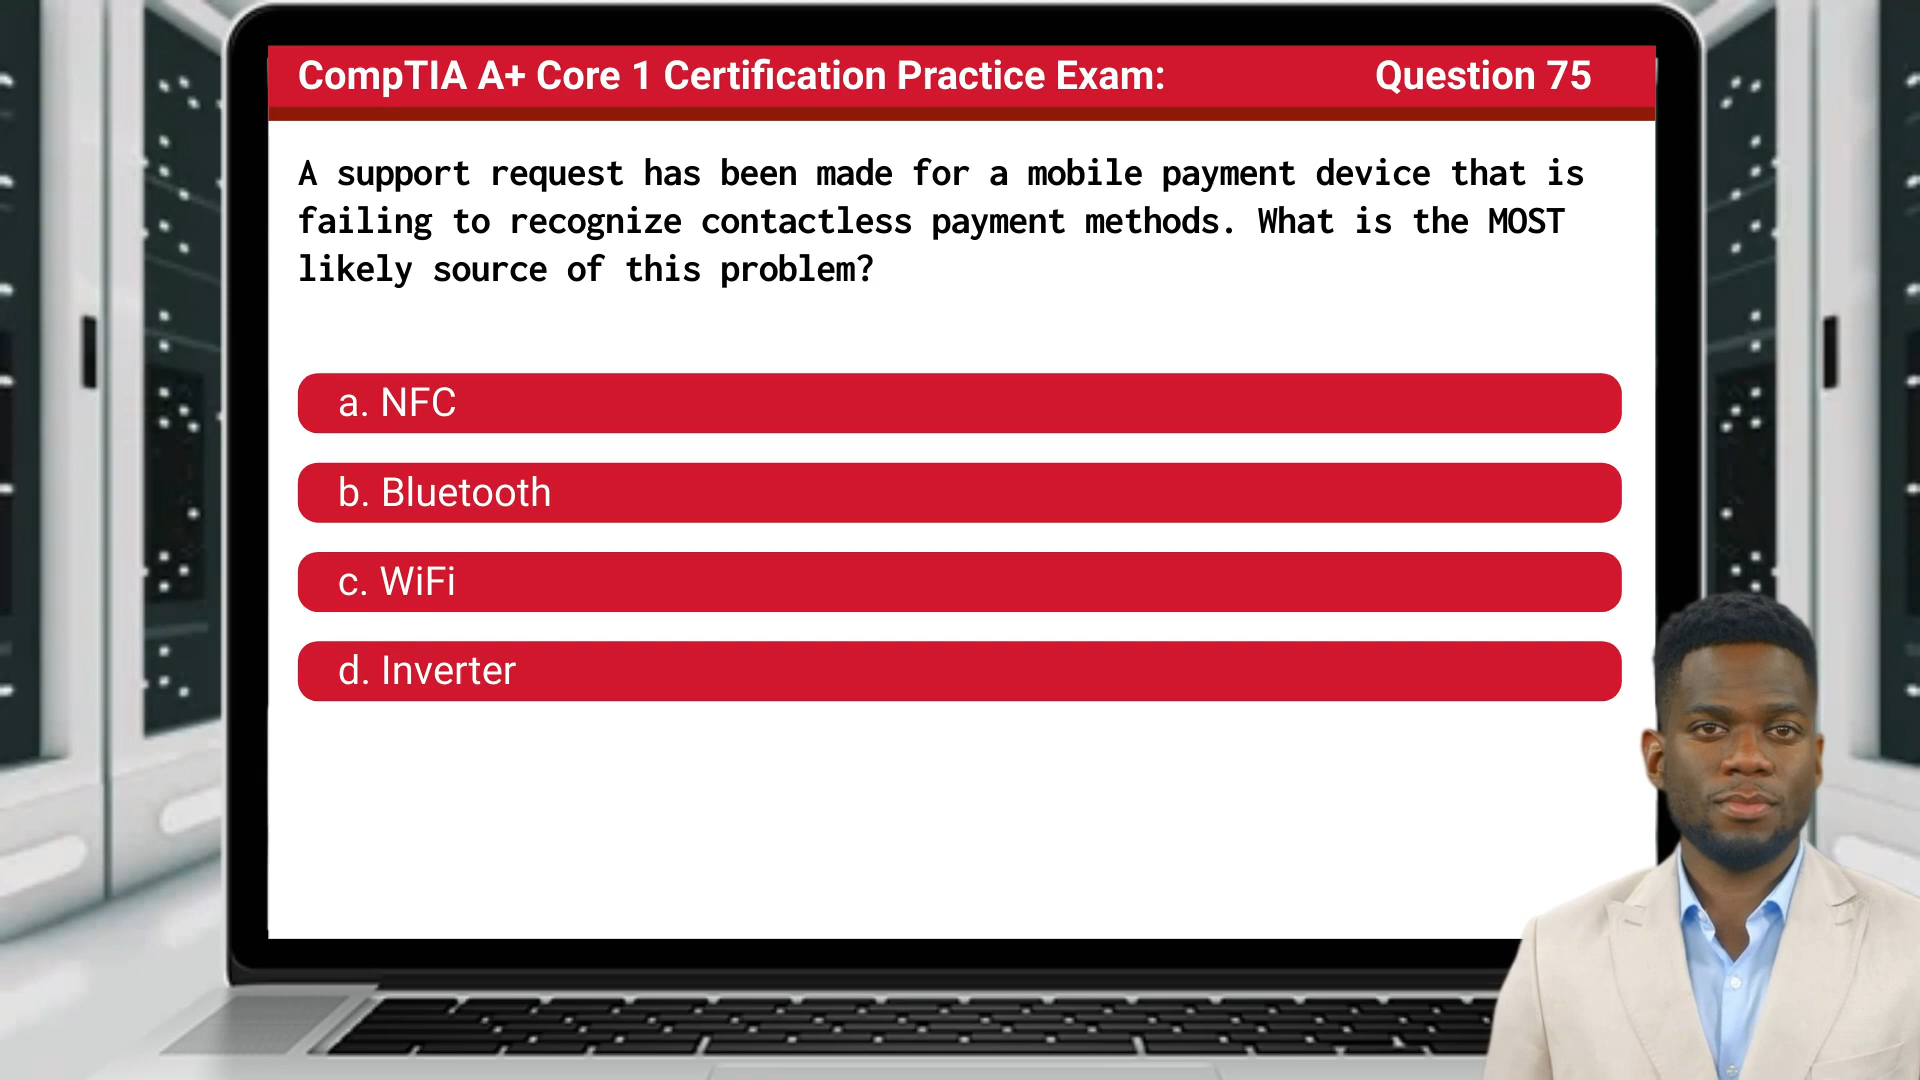 CompTIA A+ Core 1 Certification Practice Exam: Question 75
A support request has been made for a mobile payment device that is
failing to recognize contactless payment methods. What is the MOST
likely source of this problem?
a. NFC
b. Bluetooth
c. WiFi
d. Inverter